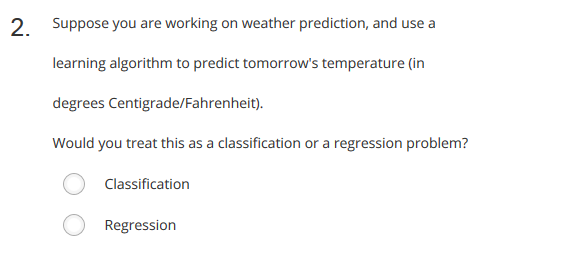 2. Suppose you are working on weather prediction, and use a
learning algorithm to predict tomorrow's temperature (in
degrees Centigrade/Fahrenheit).
Would you treat this as a classification or a regression problem?
Classification
Regression